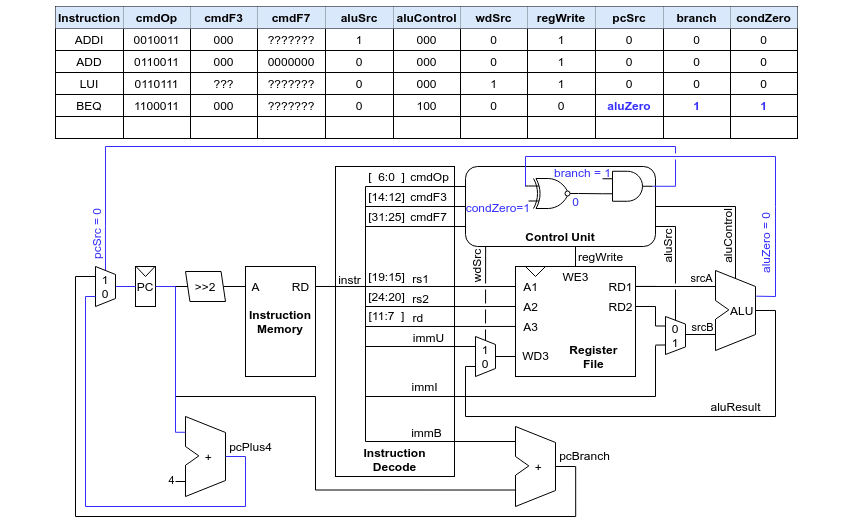 Instruction cmdOp cmdF3 cmdF7 aluSrc aluControl wdSrc regWrite pcSrc branch condZero
ADDI 0010011 000 ??????? 1 000 0 1 0 0 0
ADD 0110011 000 0000000 0 000 0 1 0 0 0
LUI 0110111 ??? ??????? 0 000 1 1 0 0 0
BEQ 1100011 000 ??????? 0 100 0 0 aluZero 1 1
[ 6:0 ] cmdOp
branch = 1
[14:12] cmdF3
condZero=1
0
[31:25] cmdF7
pcSrc = 0
Control Unit
wdSrc
regWrite
aluSrc
aluControl
aluZero = 0
1
0
PC
>>2
A RD
Instruction
Memory
instr
[19:15] rs1
[24:20] rs2
[11:7 ] rd
immU
immI
immB
Instruction
Decode
1
0
WE3
A1 RD1
A2 RD2
A3
WD3
Register
File
srcA
srcB
0
1
ALU
aluResult
+
4
pcPlus4
+
pcBranch